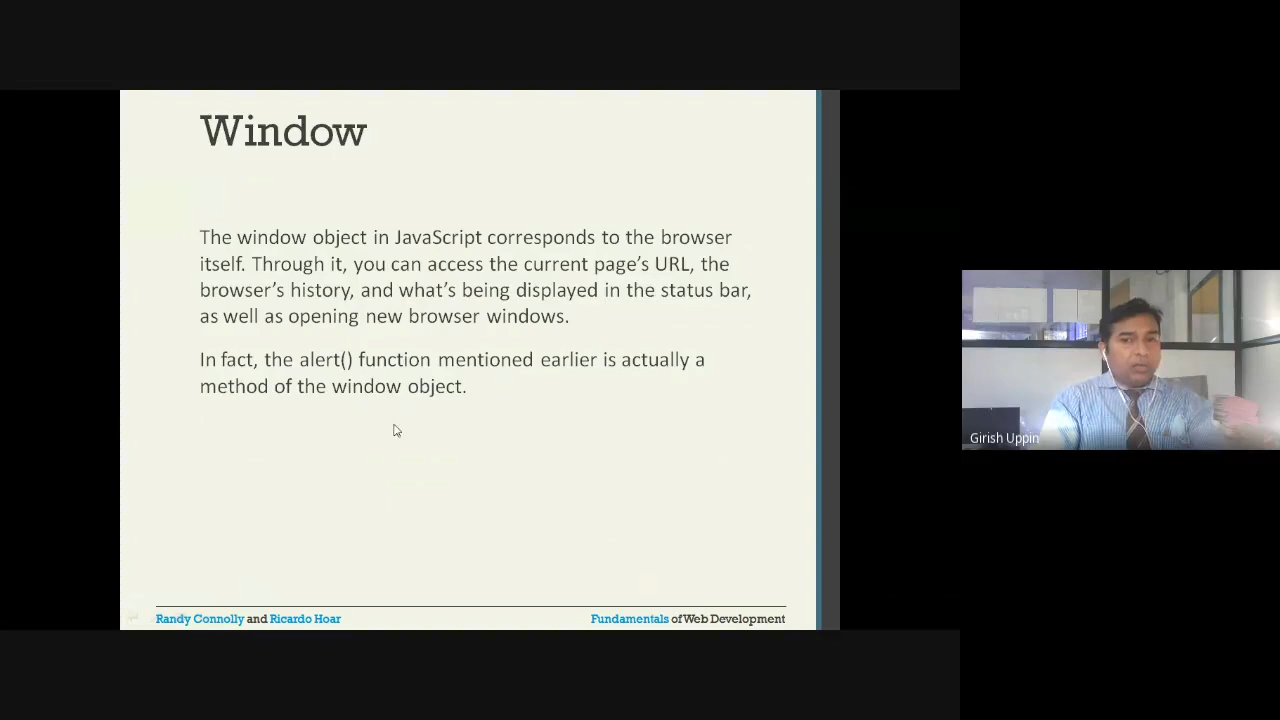 Window
The window object in JavaScript corresponds to the browser
itself. Through it, you can access the current page’s URL, the
browser’s history, and what’s being displayed in the status bar,
as well as opening new browser windows.
In fact, the alert() function mentioned earlier is actually a
method of the window object.
Randy Connolly and Ricardo Hoar
Fundamentals of Web Development
Girish Uppin